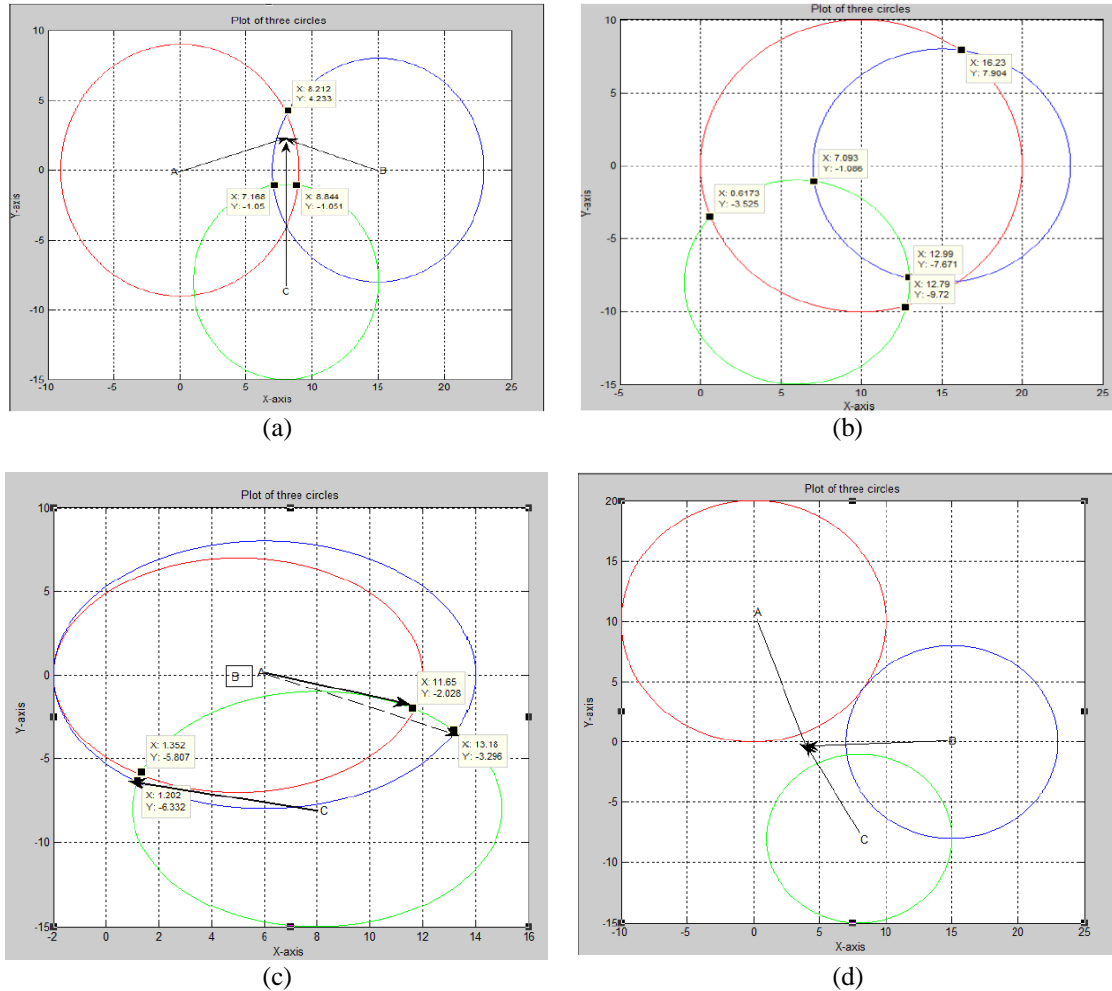 Plot of three circles
10
X: 8.212
Y: 4.233
5
A
B
0
X: 7.168
Y: -1.05
X: 8.844
Y: -1.051
Y-axis
-5
C
-10
-15
-10
-5
0
5
10
15
20
25
X-axis
(a)
Plot of three circles
10
X: 16.23
Y: 7.904
5
X: 7.093
Y: -1.086
0
X: 0.6173
Y: -3.525
Y-axis
-5
X: 12.99
Y: -7.671
X: 12.79
Y: -9.72
-10
-15
-5
0
5
10
15
20
25
X-axis
(b)
Plot of three circles
10
5
B
A
0
X: 11.65
Y: -2.028
Y-axis
X: 1.352
Y: -5.807
X: 13.18
Y: -3.296
-5
X: 1.202
Y: -6.332
C
-10
-15
-2
0
2
4
6
8
10
12
14
16
X-axis
(c)
Plot of three circles
20
15
A
10
5
Y-axis
B
0
-5
C
-10
-15
-10
-5
0
5
10
15
20
25
X-axis
(d)